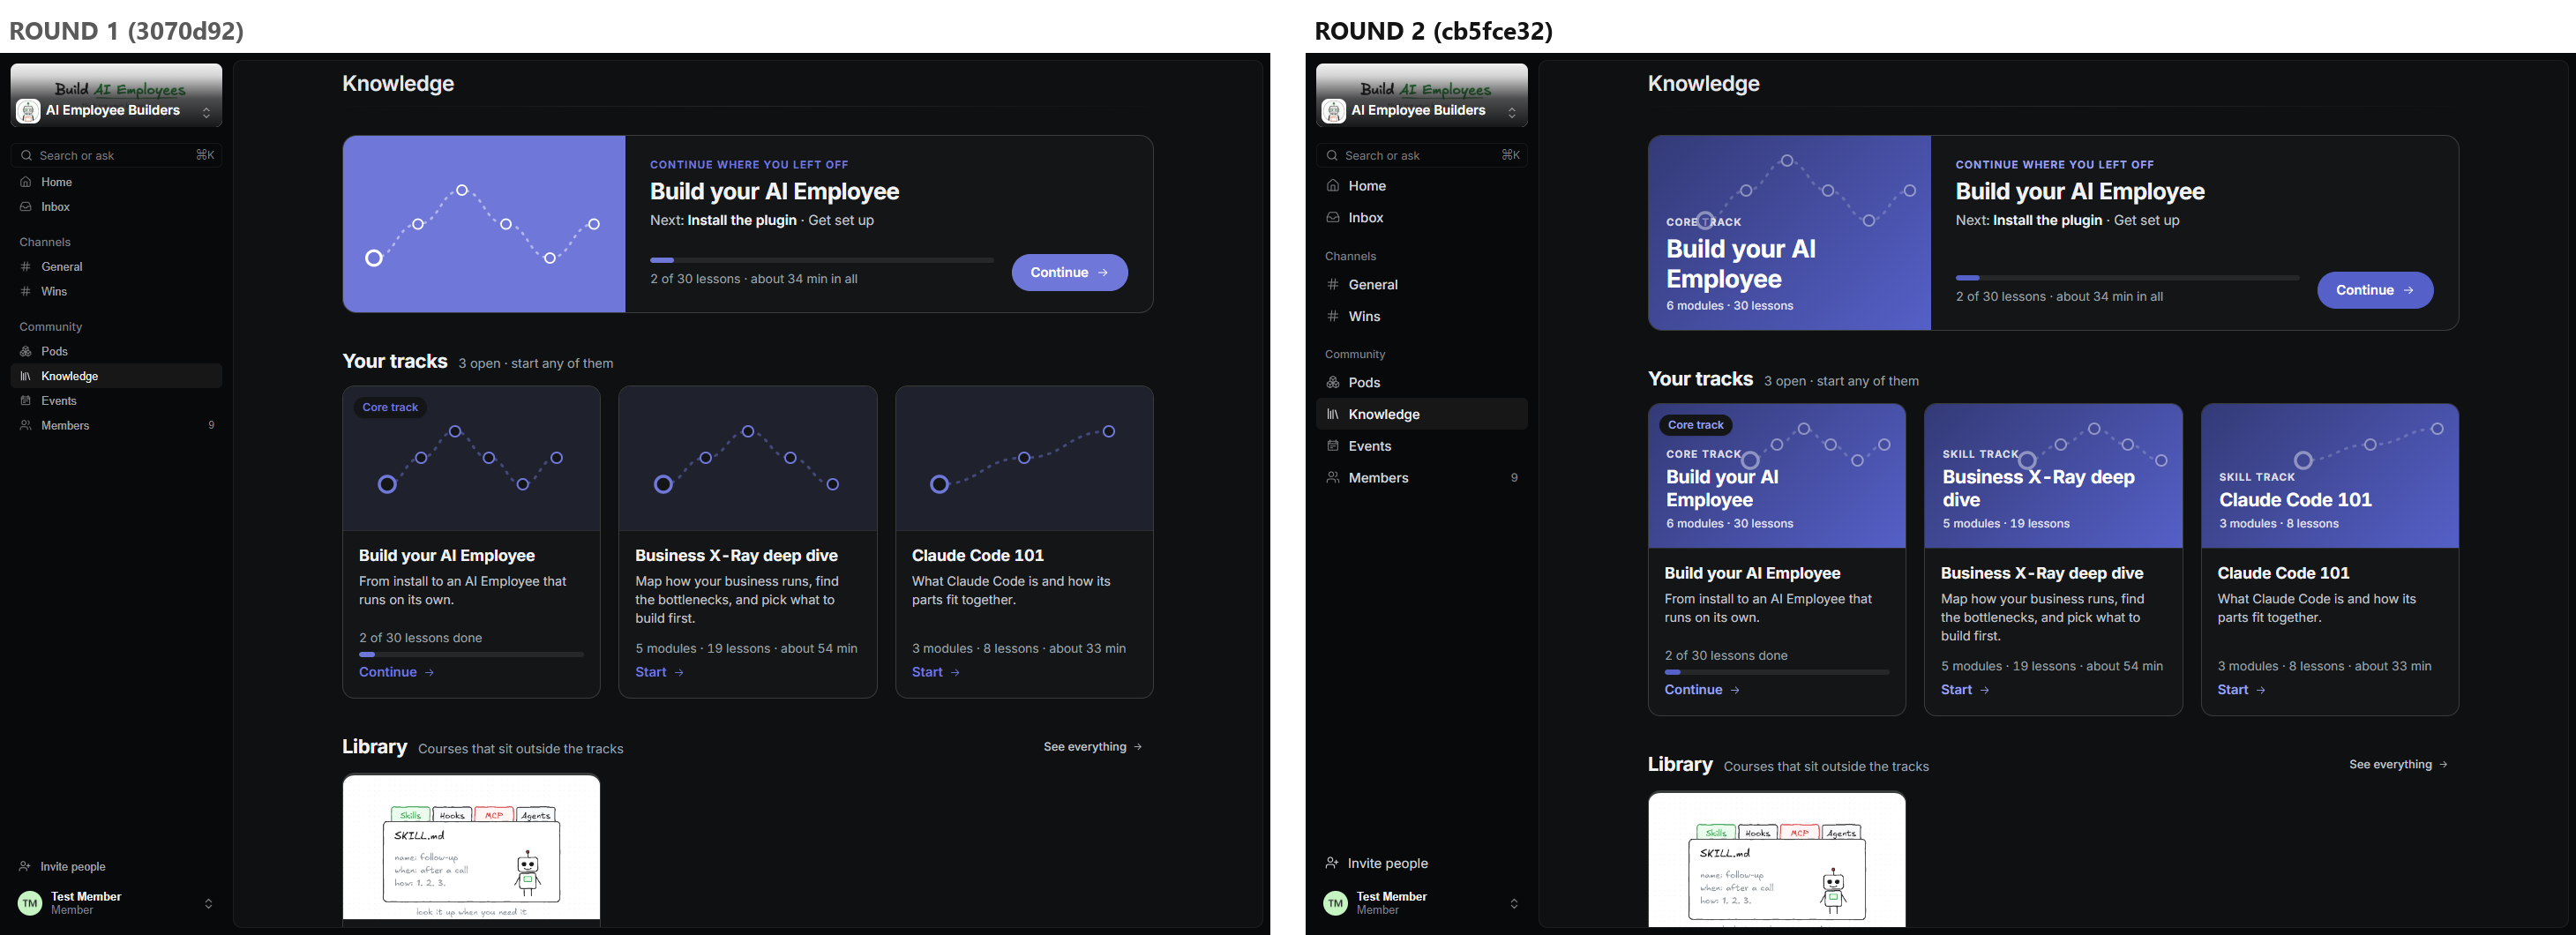 ROUND 1 (3070d92)
Build AI Employees
AI Employee Builders
Search or ask ⌘K
Home
Inbox
Channels
# General
# Wins
Community
Pods
Knowledge
Events
Members 9
Invite people
TM
Test Member
Member
Knowledge
CONTINUE WHERE YOU LEFT OFF
Build your AI Employee
Next: Install the plugin · Get set up
2 of 30 lessons · about 34 min in all
Continue →
Your tracks 3 open · start any of them
Core track
Build your AI Employee
From install to an AI Employee that
runs on its own.
2 of 30 lessons done
Continue →
Business X-Ray deep dive
Map how your business runs, find
the bottlenecks, and pick what to
build first.
5 modules · 19 lessons · about 54 min
Start →
Claude Code 101
What Claude Code is and how its
parts fit together.
3 modules · 8 lessons · about 33 min
Start →
Library Courses that sit outside the tracks
See everything →
Skills Hooks MCP Agents
SKILL.md
name: follow-up
when: after a call
how: 1, 2, 3.
look it up when you need it
ROUND 2 (cb5fce32)
Build AI Employees
AI Employee Builders
Search or ask ⌘K
Home
Inbox
Channels
# General
# Wins
Community
Pods
Knowledge
Events
Members 9
Invite people
TM
Test Member
Member
Knowledge
CORE TRACK
Build your AI
Employee
6 modules · 30 lessons
CONTINUE WHERE YOU LEFT OFF
Build your AI Employee
Next: Install the plugin · Get set up
2 of 30 lessons · about 34 min in all
Continue →
Your tracks 3 open · start any of them
Core track
CORE TRACK
Build your AI
Employee
6 modules · 30 lessons
Build your AI Employee
From install to an AI Employee that
runs on its own.
2 of 30 lessons done
Continue →
SKILL TRACK
Business X-Ray deep
dive
5 modules · 19 lessons
Business X-Ray deep dive
Map how your business runs, find
the bottlenecks, and pick what to
build first.
5 modules · 19 lessons · about 54 min
Start →
SKILL TRACK
Claude Code 101
3 modules · 8 lessons
Claude Code 101
What Claude Code is and how its
parts fit together.
3 modules · 8 lessons · about 33 min
Start →
Library Courses that sit outside the tracks
See everything →
Skills Hooks MCP Agents
SKILL.md
name: follow-up
when: after a call
how: 1, 2, 3.